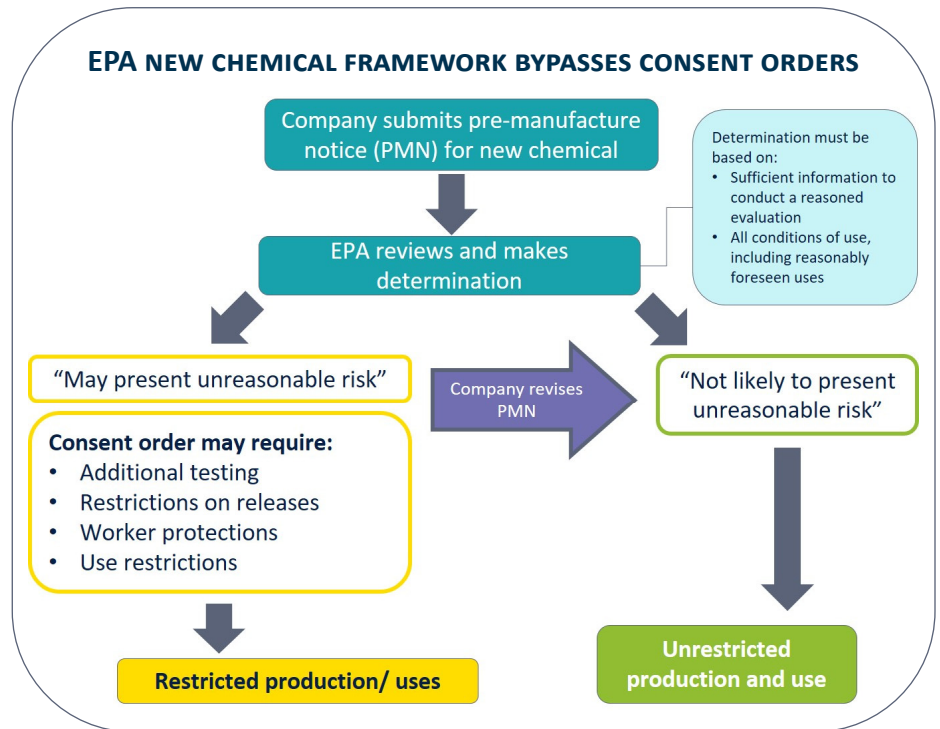 EPA NEW CHEMICAL FRAMEWORK BYPASSES CONSENT ORDERS
Company submits pre-manufacture
notice (PMN) for new chemical
Determination must be
based on:
• Sufficient information to
conduct a reasoned
evaluation
• All conditions of use,
including reasonably
foreseen uses
EPA reviews and makes
determination
“May present unreasonable risk”
Company revises
PMN
“Not likely to present
unreasonable risk”
Consent order may require:
• Additional testing
• Restrictions on releases
• Worker protections
• Use restrictions
Restricted production/ uses
Unrestricted
production and use